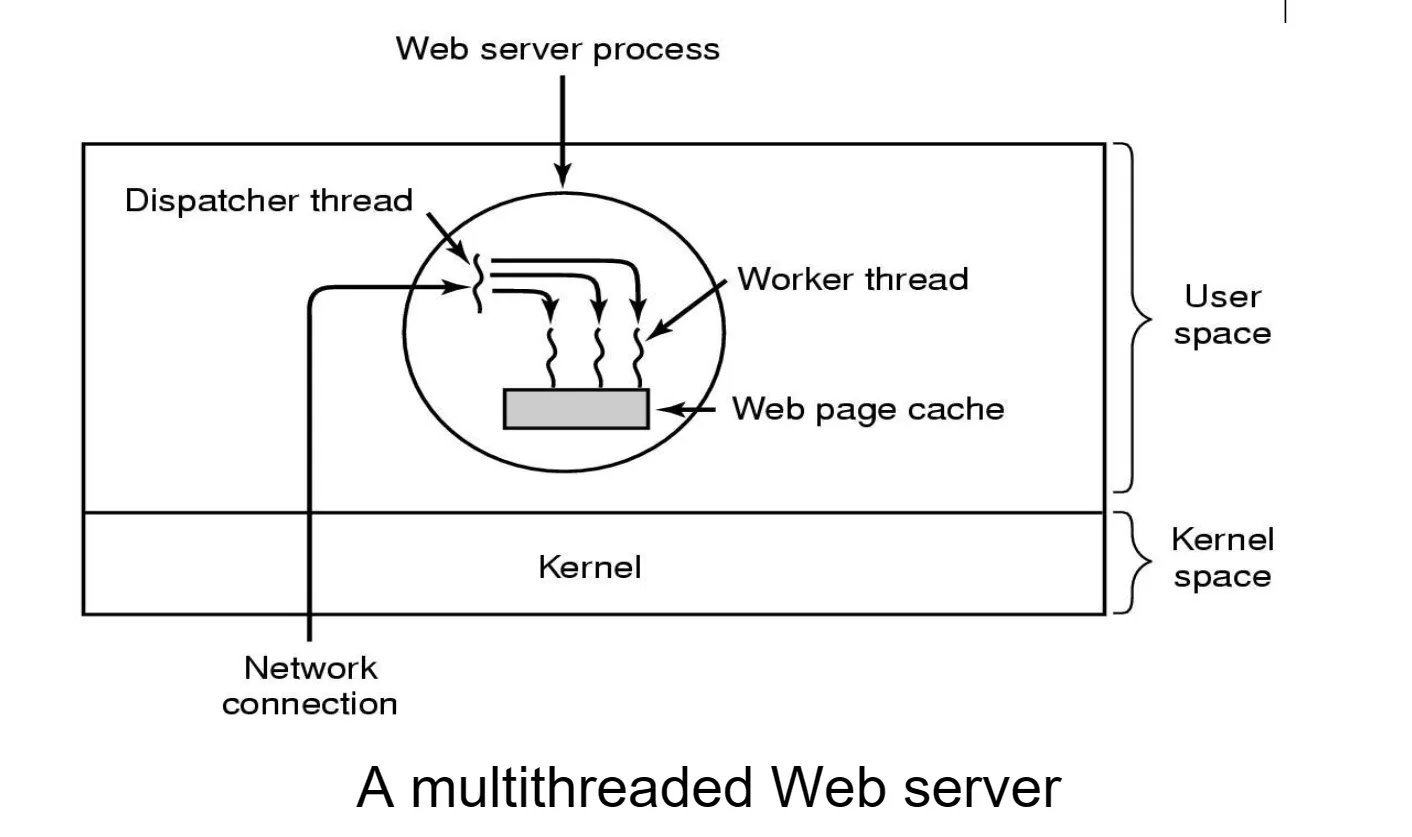 Web server process
Dispatcher thread
Worker thread
User
space
Web page cache
Kernel
Kernel
space
Network
connection
A multithreaded Web server